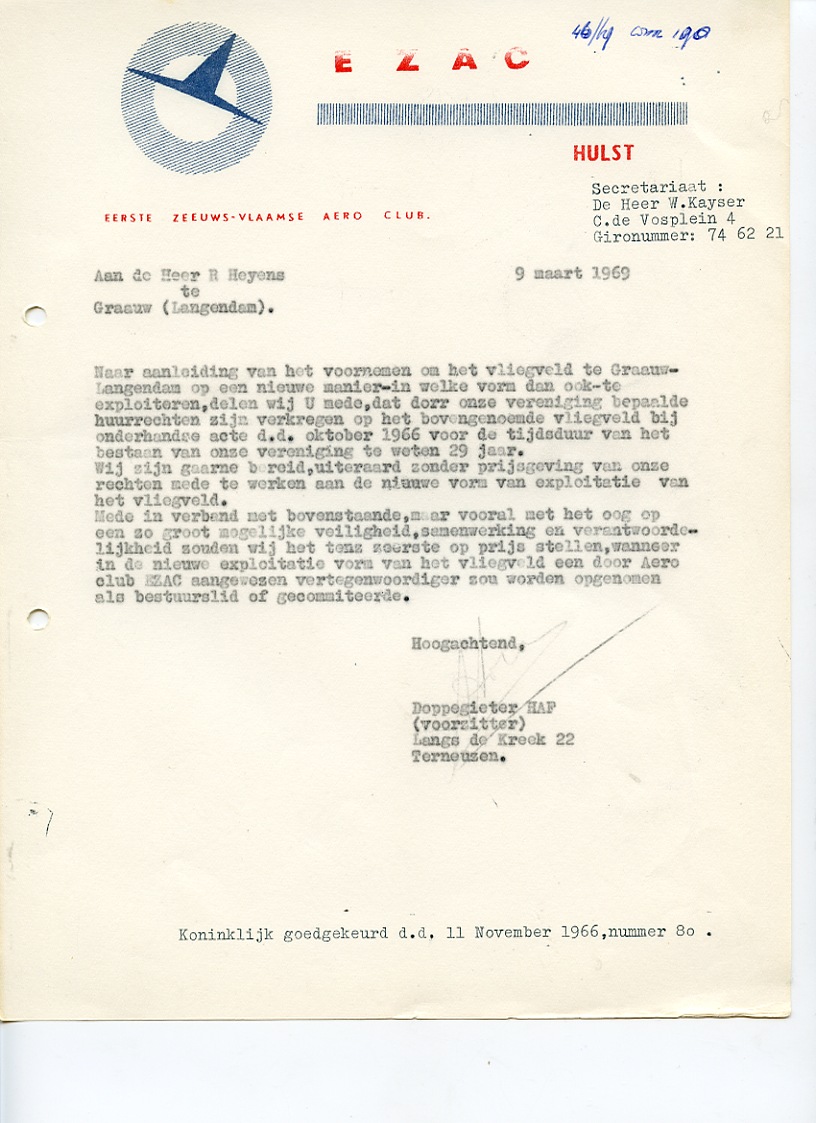 E Z A C
HULST
Secretariaat :
De Heer W.Kayser
C.de Vosplein 4
Gironummer: 74 62 21
EERSTE ZEEUWS-VLAAMSE AERO CLUB.
Aan de Heer R Heyens
9 maart 1969
te
Graauw (Langendam).
Naar aanleiding van het voornemen om het vliegveld te Graauw-
Langendam op een nieuwe manier-in welke vorm dan ook-te
exploiteren,delen wij U mede,dat dorr onze vereniging bepaalde
huurrechten zijn verkregen op het bovengenoemde vliegveld bij
onderhandse acte d.d. oktober 1966 voor de tijdsduur van het
bestaan van onze vereniging te weten 29 jaar.
Wij zijn gaarne bereid,uiteraard zonder prijsgeving van onze
rechten mede te werken aan de niauwe vorm van exploitatie van
het vliegveld.
Mede in verband met bovenstaande,maar vooral met het oog op
een zo groot mogelijke veiligheid,samenwerking en verantwoorde-
lijkheid zouden wij het tenz zeerste op prijs stellen,wanneer
in de nieuwe exploitatie vorm van het vliegveld een door Aero
club EZAC aangewezen vertegenwoordiger zou worden opgenomen
als bestuurslid of gecommiteerde.
Hoogachtend,
Doppegieter HAF
(voorzitter)
Langs de Kreek 22
Terneuzen.
Koninklijk goedgekeurd d.d. 11 November 1966,nummer 8o .